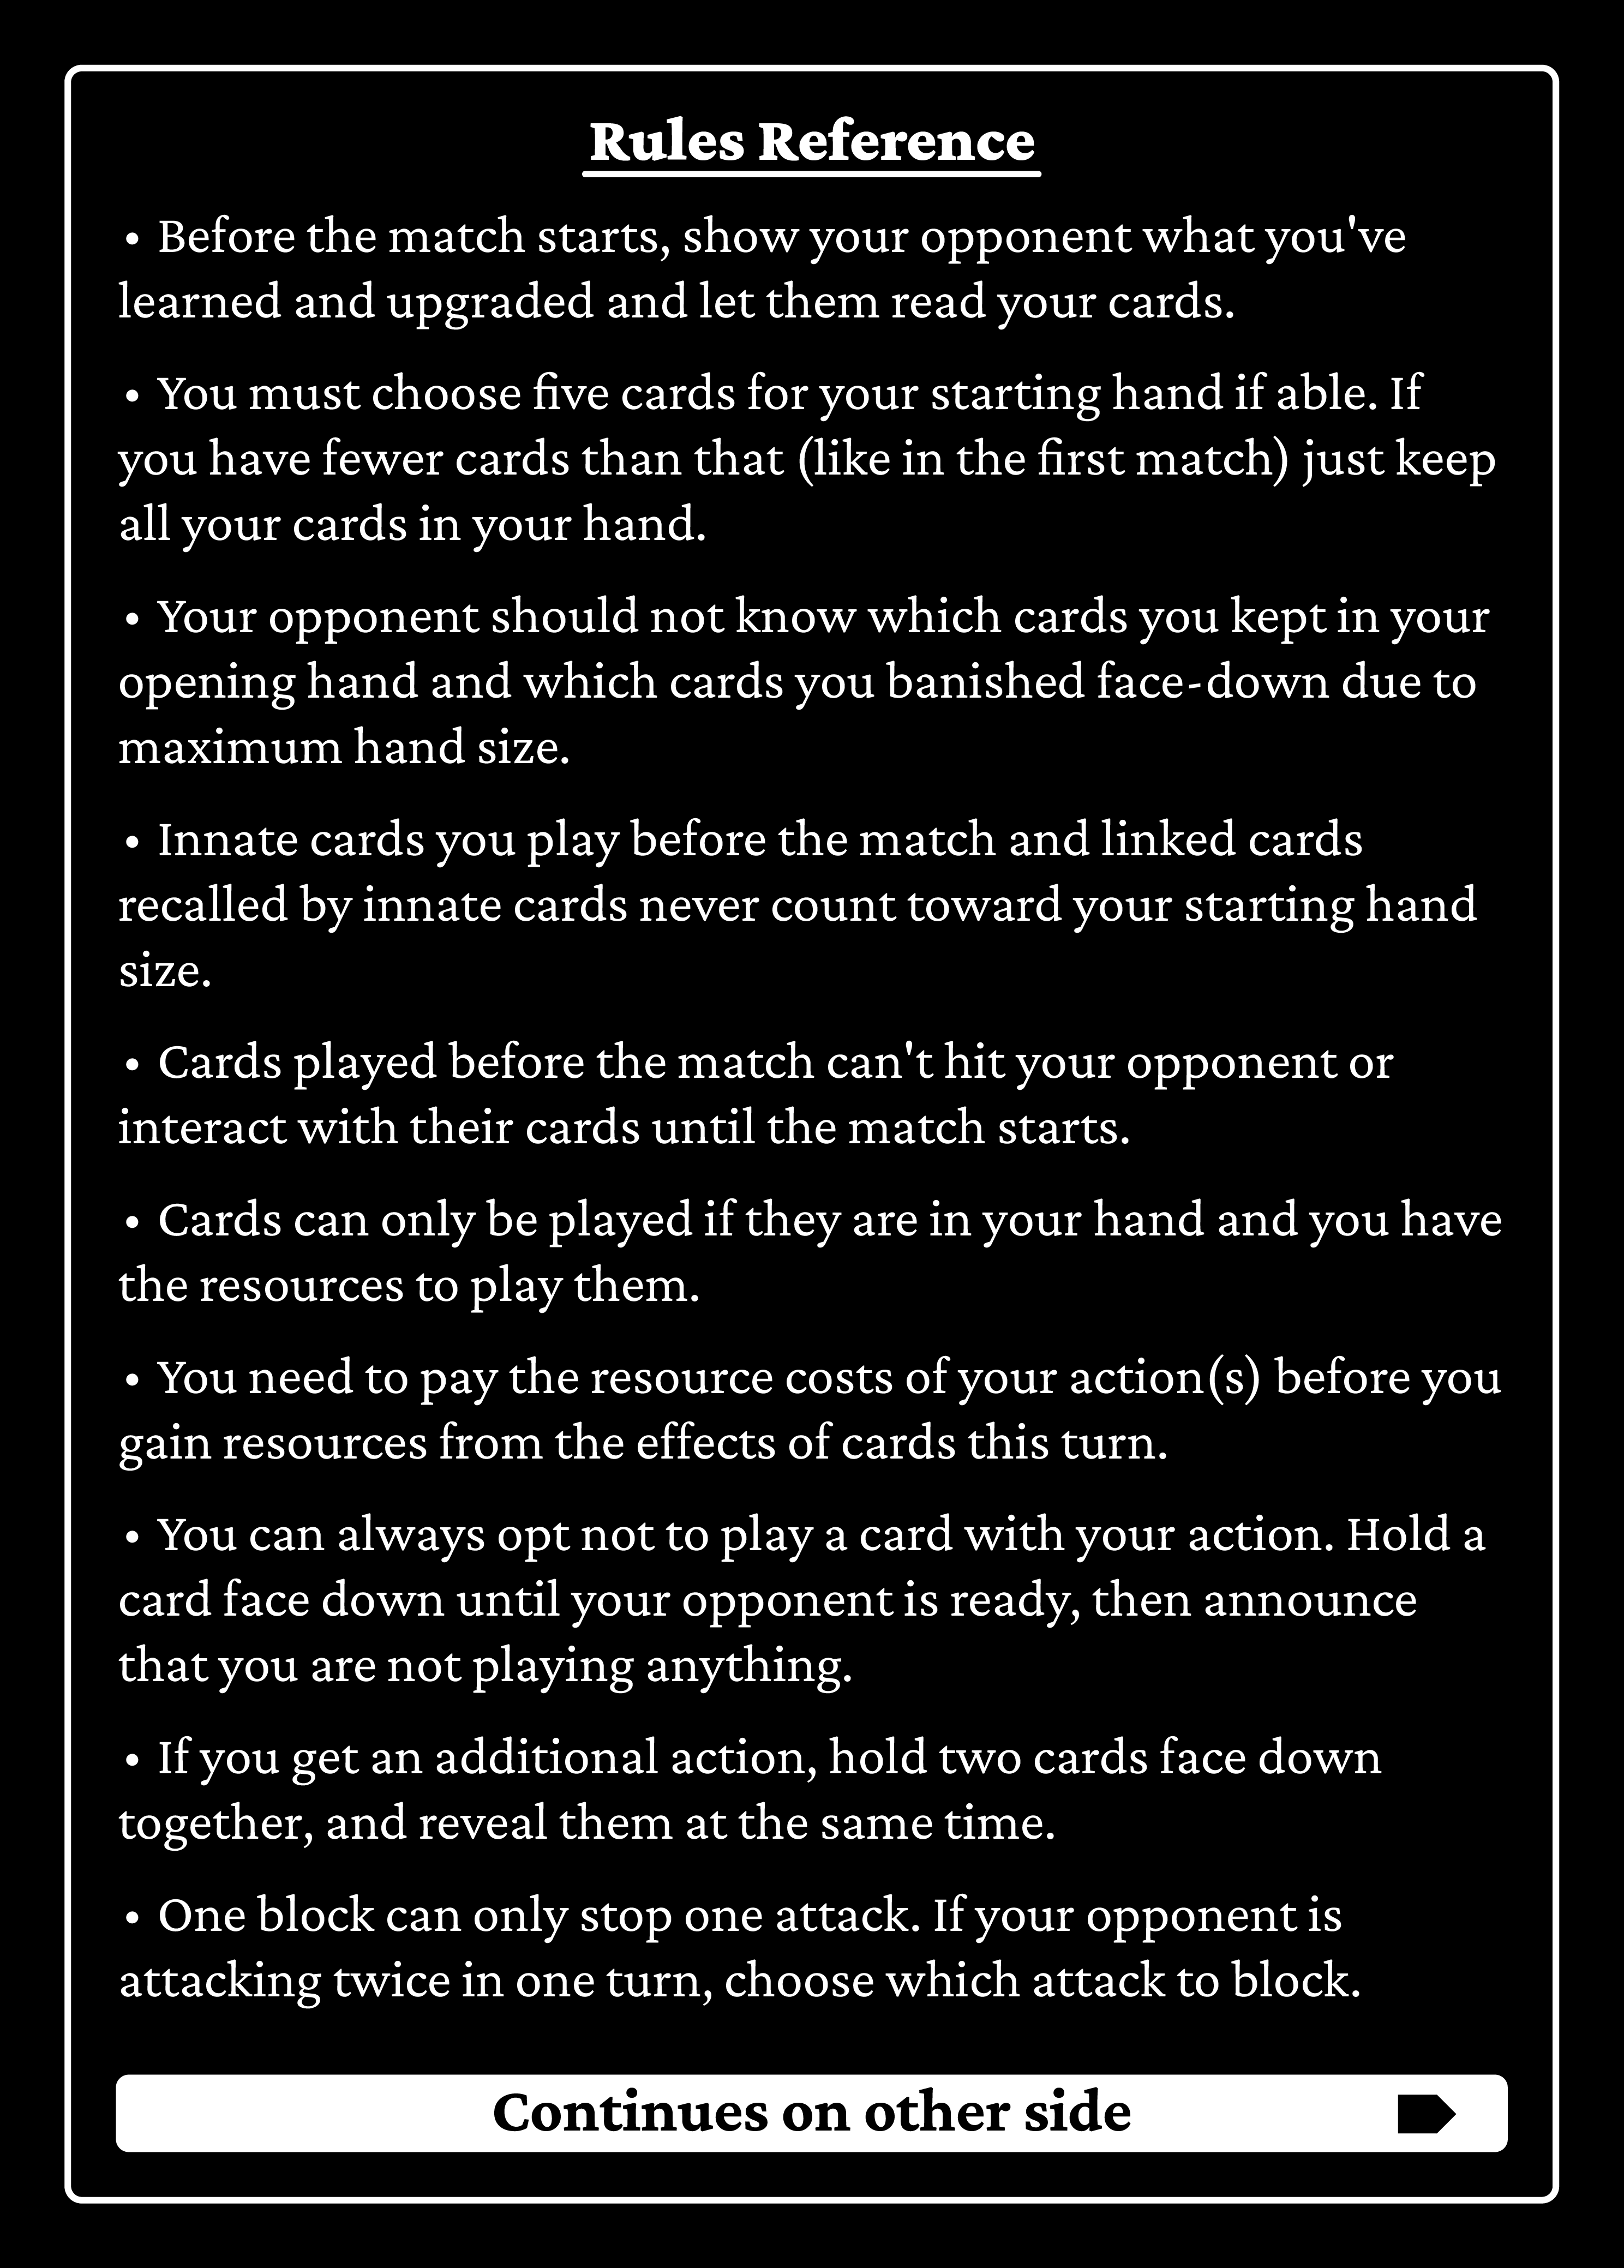 Rules Reference
• Before the match starts, show your opponent what you've
learned and upgraded and let them read your cards.
• You must choose five cards for your starting hand if able. If
you have fewer cards than that (like in the first match) just keep
all your cards in your hand.
• Your opponent should not know which cards you kept in your
opening hand and which cards you banished face-down due to
maximum hand size.
• Innate cards you play before the match and linked cards
recalled by innate cards never count toward your starting hand
size.
• Cards played before the match can't hit your opponent or
interact with their cards until the match starts.
• Cards can only be played if they are in your hand and you have
the resources to play them.
• You need to pay the resource costs of your action(s) before you
gain resources from the effects of cards this turn.
• You can always opt not to play a card with your action. Hold a
card face down until your opponent is ready, then announce
that you are not playing anything.
• If you get an additional action, hold two cards face down
together, and reveal them at the same time.
• One block can only stop one attack. If your opponent is
attacking twice in one turn, choose which attack to block.
Continues on other side